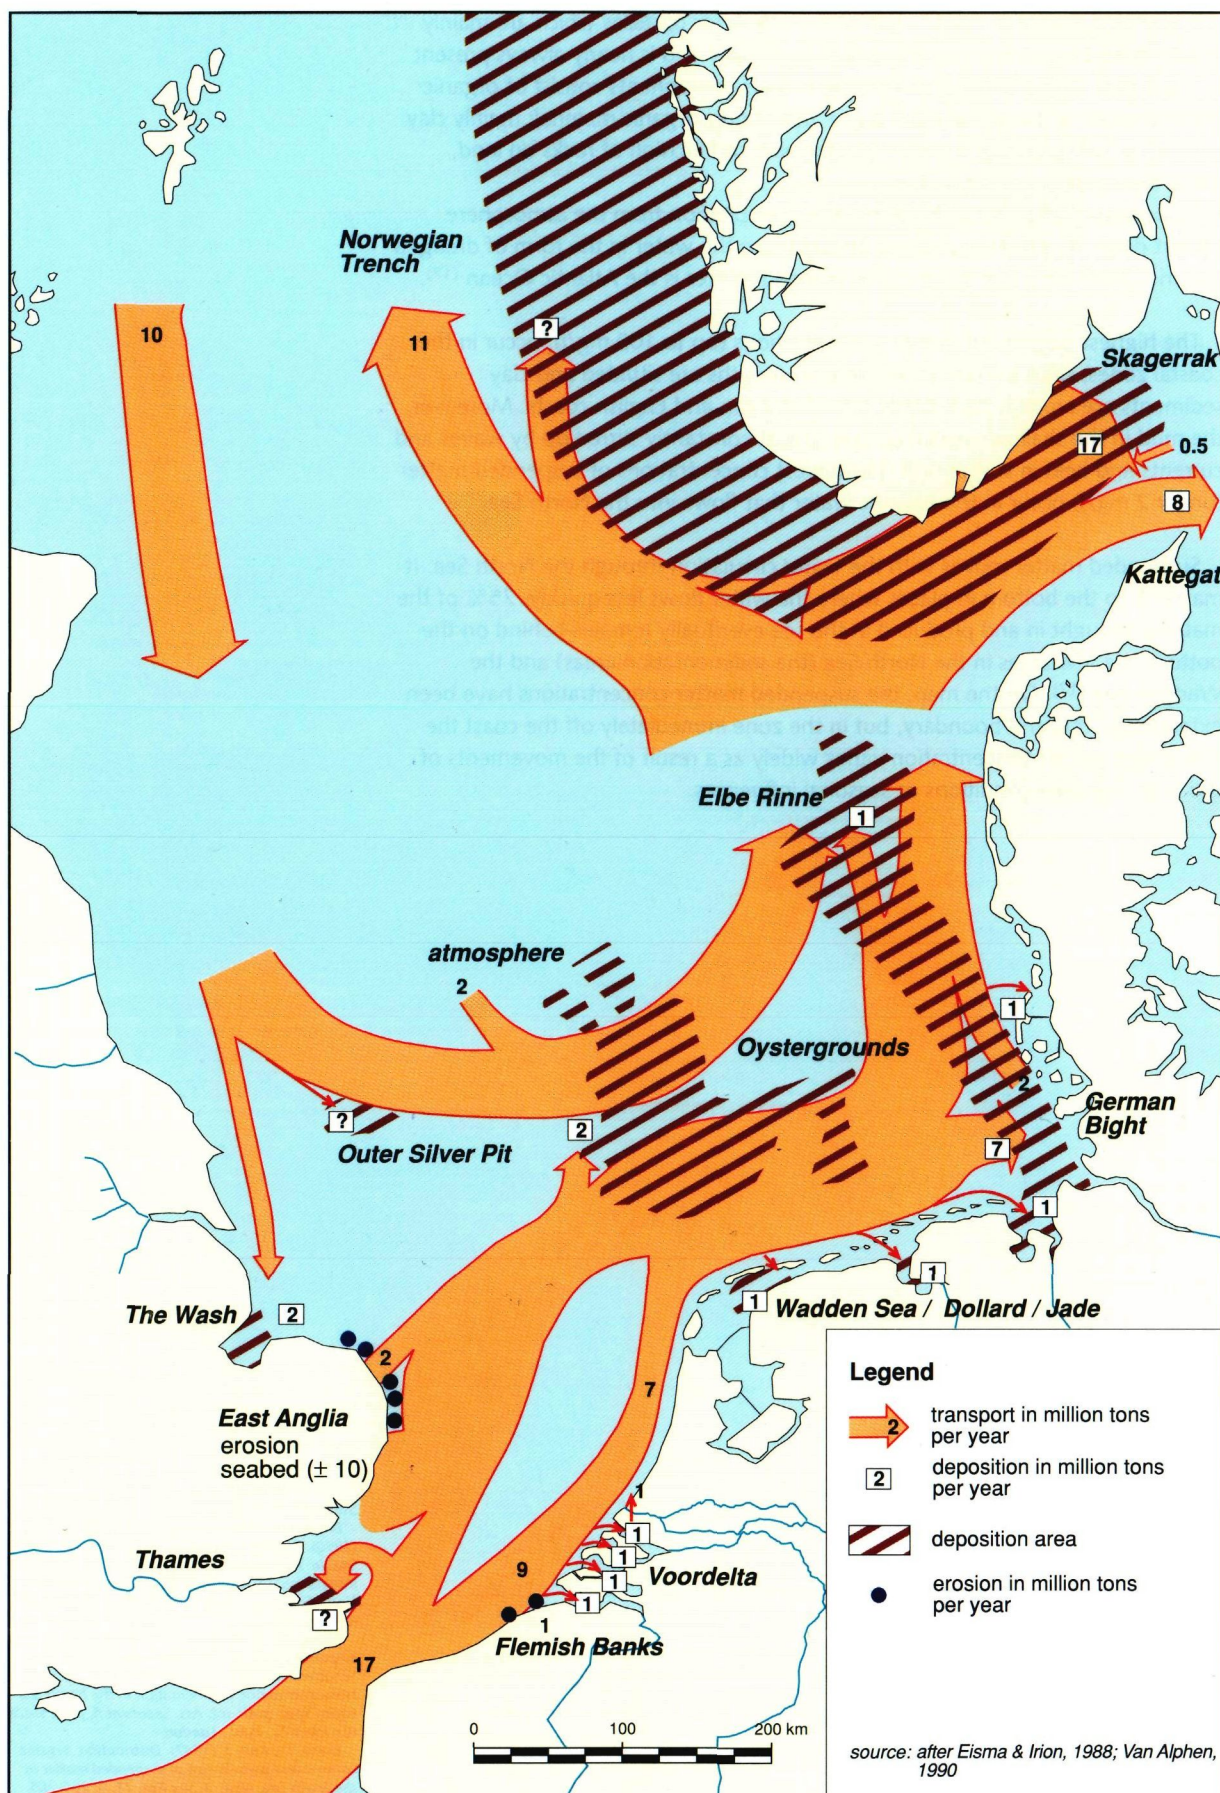 Norwegian
Trench
10
11
?
Skagerrak
17
0.5
8
Kattegat
Elbe Rinne
1
atmosphere
2
1
Oystergrounds
2
German
Bight
?
2
7
Outer Silver Pit
1
1
The Wash
2
1
Wadden Sea / Dollard / Jade
2
7
East Anglia
erosion
seabed (± 10)
1
1
1
Thames
9
1
Voordelta
1
?
1
Flemish Banks
17
0 100 200 km
Legend
2
transport in million tons
per year
2
deposition in million tons
per year
deposition area
erosion in million tons
per year
source: after Eisma & Irion, 1988; Van Alphen,
1990